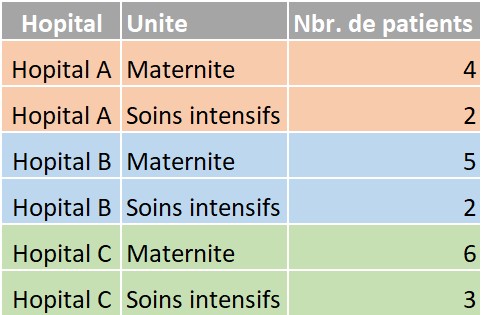 Hopital Unite Nbr. de patients
Hopital A Maternite 4
Hopital A Soins intensifs 2
Hopital B Maternite 5
Hopital B Soins intensifs 2
Hopital C Maternite 6
Hopital C Soins intensifs 3